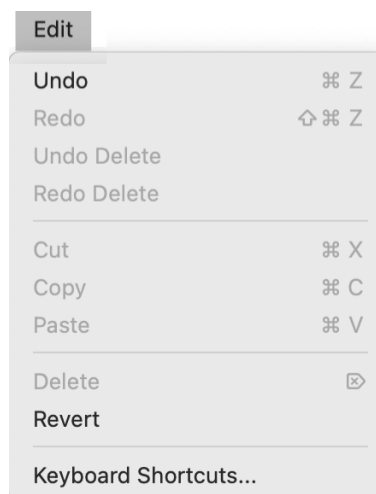 Edit
Undo ⌘ Z
Redo ⇧ ⌘ Z
Undo Delete
Redo Delete
Cut ⌘ X
Copy ⌘ C
Paste ⌘ V
Delete ⌦
Revert
Keyboard Shortcuts...